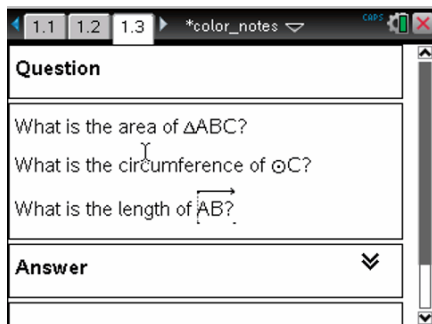 1.1 1.2 1.3 *color_notes CAPS
Question
What is the area of ΔABC?
What is the circumference of ⊙C?
What is the length of AB?
Answer